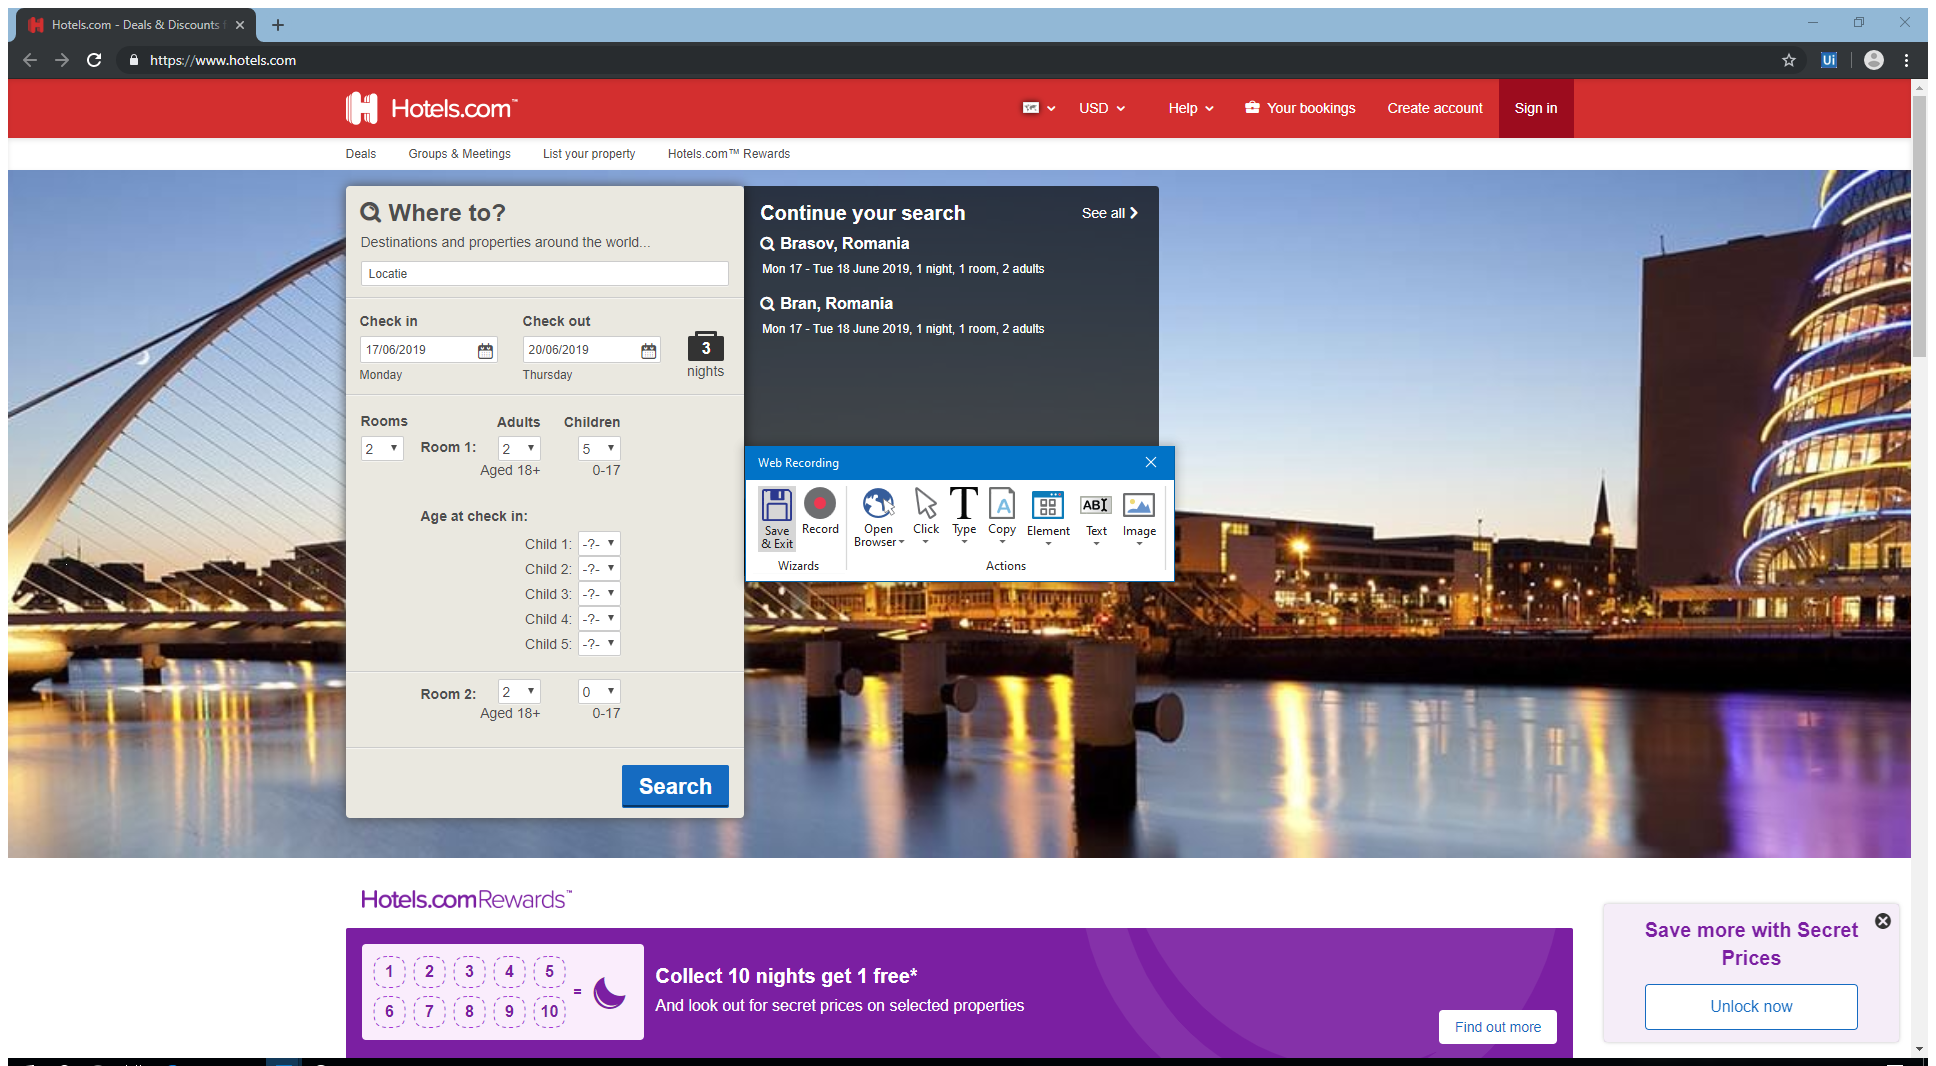 Hotels.com - Deals & Discounts
https://www.hotels.com
Ui
Hotels.com™
USD
Help
Your bookings
Create account
Sign in
Deals
Groups & Meetings
List your property
Hotels.com™ Rewards
Where to?
Destinations and properties around the world...
Locatie
Check in
Check out
17/06/2019
20/06/2019
3
Monday
Thursday
nights
Rooms
Adults
Children
2
Room 1:
2
5
Aged 18+
0-17
Age at check in:
Child 1: -?-
Child 2: -?-
Child 3: -?-
Child 4: -?-
Child 5: -?-
Room 2:
2
0
Aged 18+
0-17
Search
Continue your search
See all
Brasov, Romania
Mon 17 - Tue 18 June 2019, 1 night, 1 room, 2 adults
Bran, Romania
Mon 17 - Tue 18 June 2019, 1 night, 1 room, 2 adults
Web Recording
Save & Exit
Record
Open Browser
Click
Type
Copy
Element
Text
Image
Wizards
Actions
Hotels.com Rewards™
1 2 3 4 5
6 7 8 9 10
=
Collect 10 nights get 1 free*
And look out for secret prices on selected properties
Find out more
Save more with Secret
Prices
Unlock now